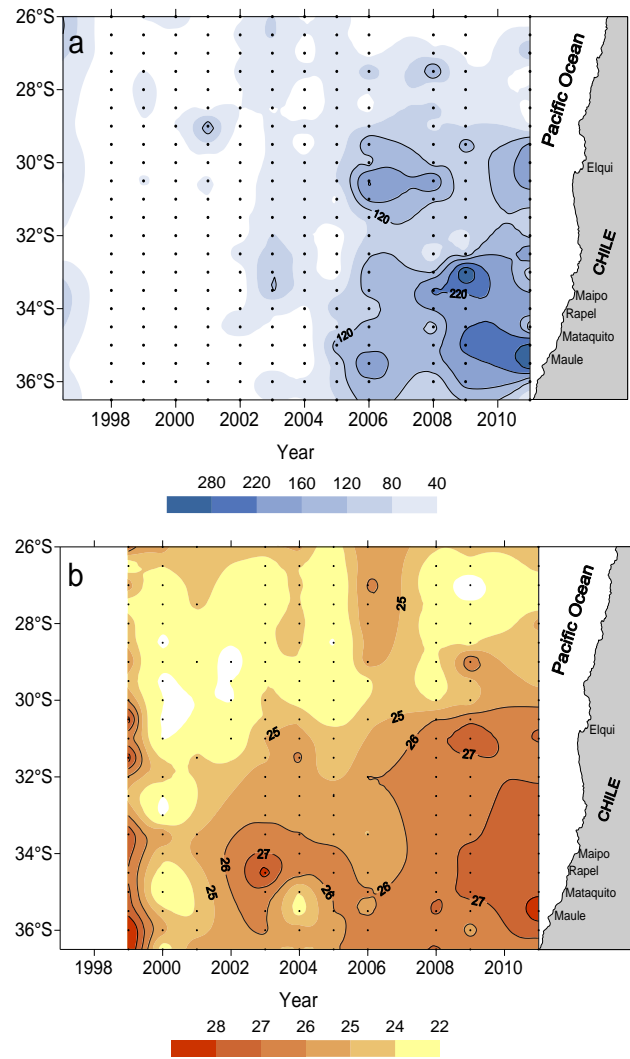 a
26°S
28°S
30°S
32°S
34°S
36°S
120
120
220
Pacific Ocean
CHILE
Elqui
Maipo
Rapel
Mataquito
Maule
1998 2000 2002 2004 2006 2008 2010
Year
280 220 160 120 80 40
b
26°S
28°S
30°S
32°S
34°S
36°S
25
25
25
26
27
27
26
25
26
26
27
Pacific Ocean
CHILE
Elqui
Maipo
Rapel
Mataquito
Maule
1998 2000 2002 2004 2006 2008 2010
Year
28 27 26 25 24 22